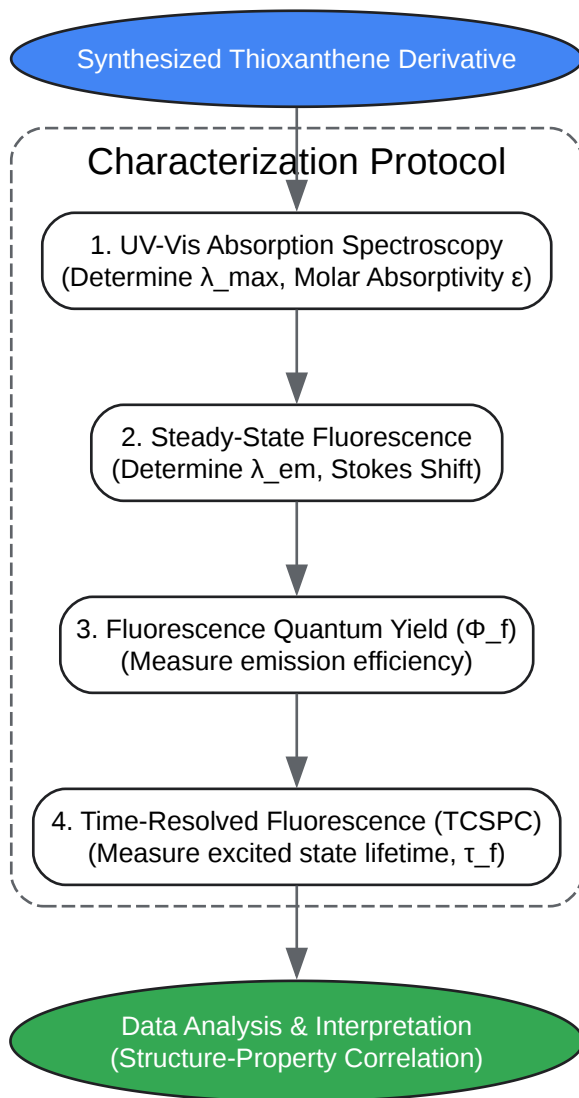 Synthesized Thioxanthene Derivative
Characterization Protocol
1. UV-Vis Absorption Spectroscopy
(Determine λ_max, Molar Absorptivity ε)
2. Steady-State Fluorescence
(Determine λ_em, Stokes Shift)
3. Fluorescence Quantum Yield (Φ_f)
(Measure emission efficiency)
4. Time-Resolved Fluorescence (TCSPC)
(Measure excited state lifetime, τ_f)
Data Analysis & Interpretation
(Structure-Property Correlation)